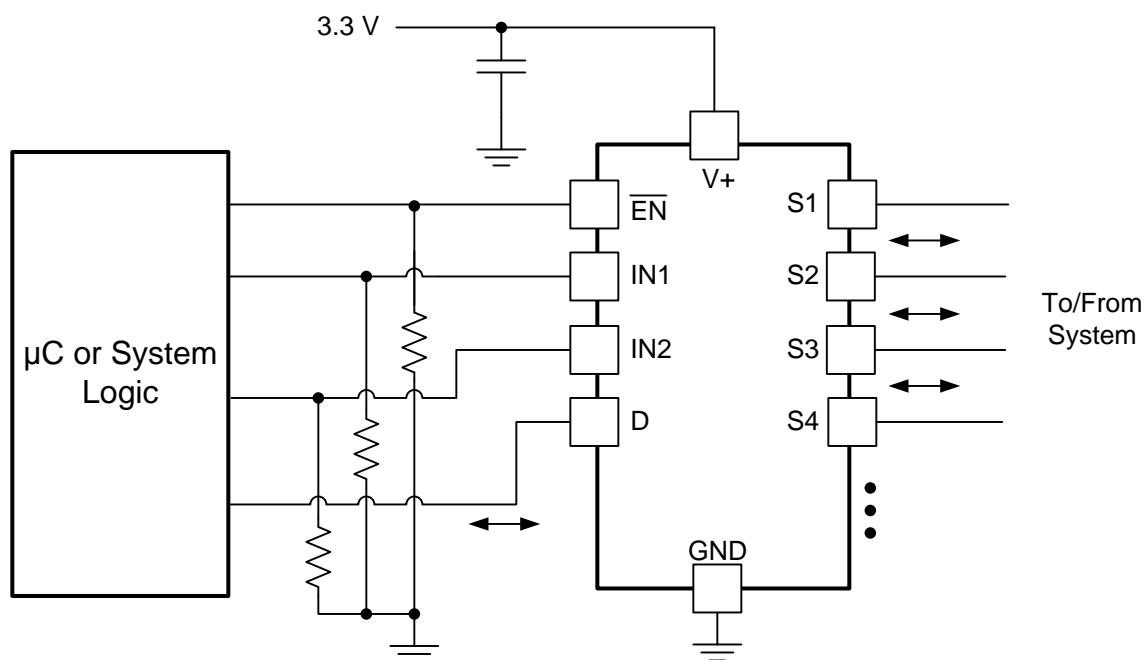 3.3 V
V+
EN
S1
IN1
S2
IN2
S3
D
S4
GND
µC or System
Logic
To/From
System